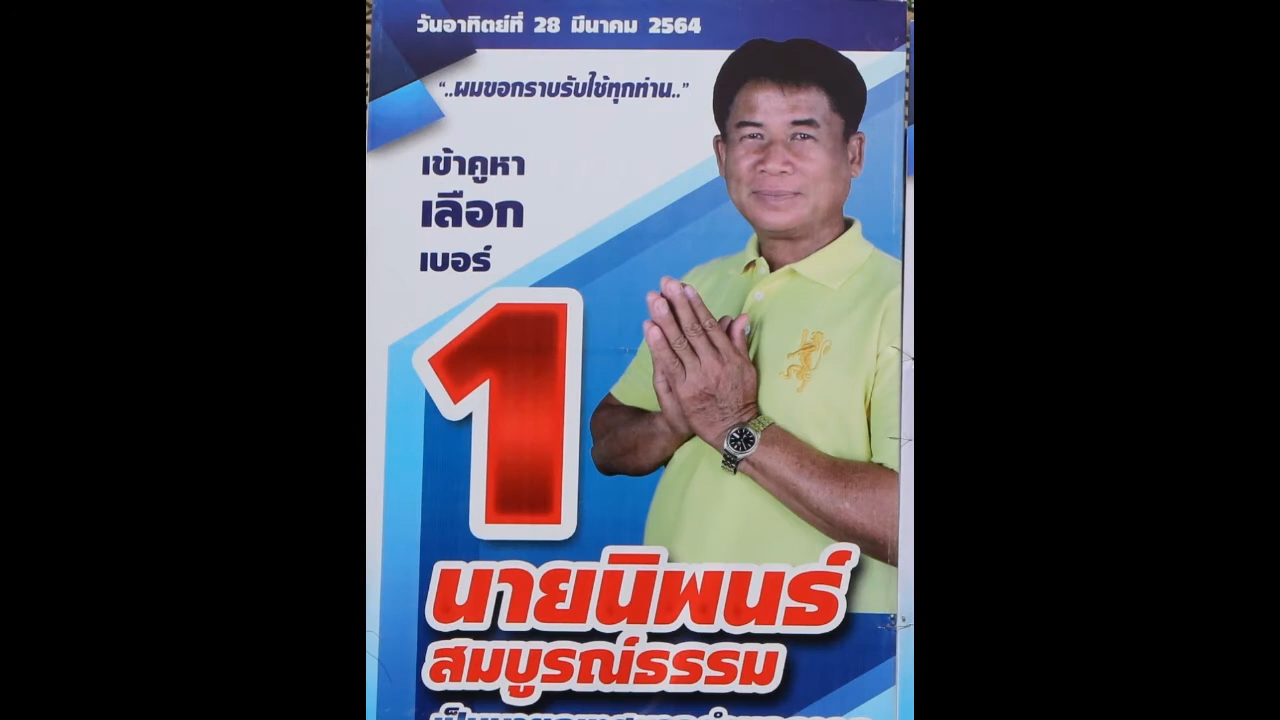 วันอาทิตย์ที่ 28 มีนาคม 2564
“..ผมขอกราบรับใช้ทุกท่าน..”
เข้าคูหา
เลือก
เบอร์
1
นายนิพนธ์
สมบูรณ์ธรรม